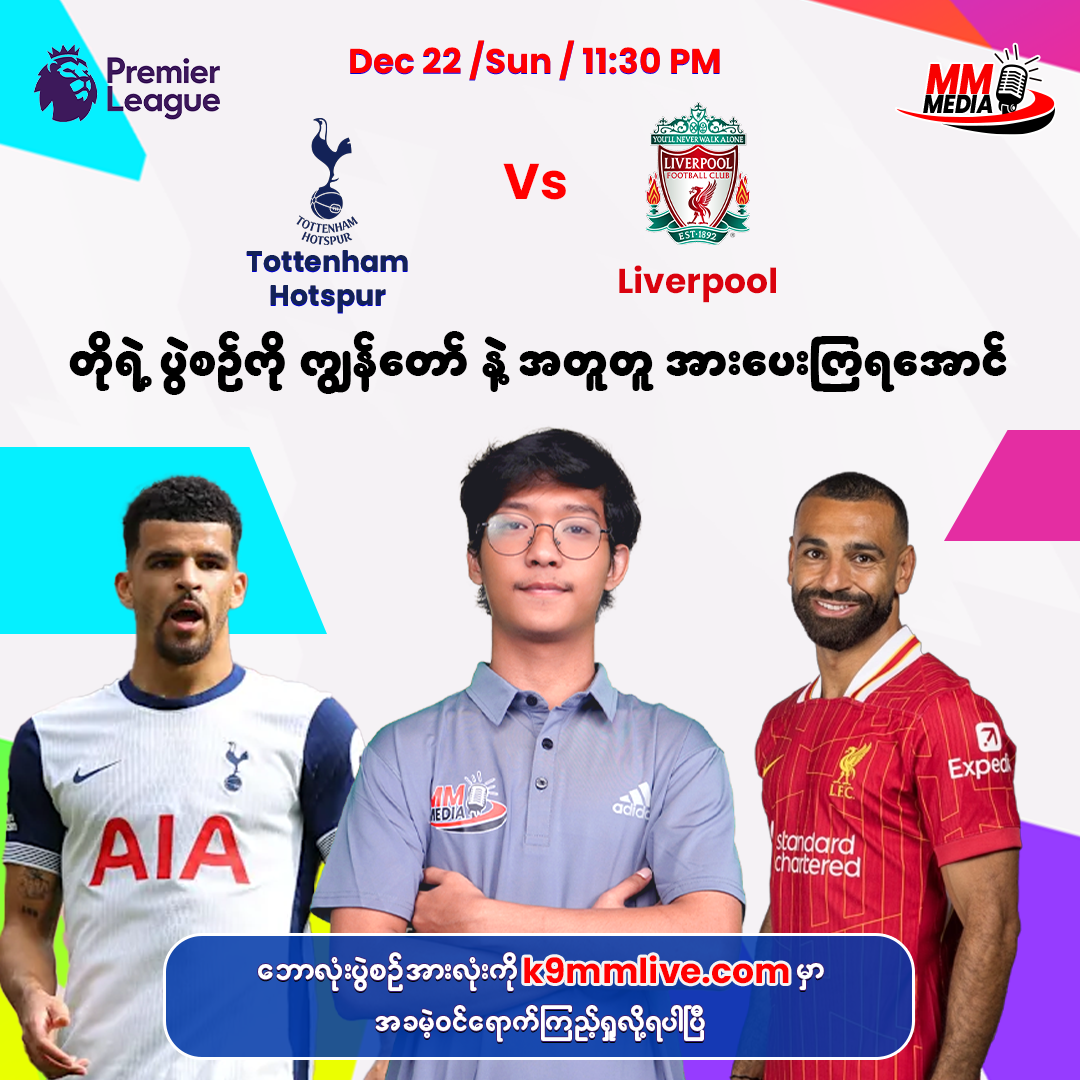 Premier
League
Dec 22 /Sun / 11:30 PM
MM
MEDIA
TOTTENHAM
HOTSPUR
Tottenham
Hotspur
Vs
YOU'LL NEVER WALK ALONE
LIVERPOOL
FOOTBALL CLUB
EST·1892
Liverpool
တို့ရဲ့ ပွဲစဉ်ကို ကျွန်တော် နဲ့ အတူတူ အားပေးကြရအောင်
AIA
MM
MEDIA
adidas
L.F.C.
Exped
standard
chartered
ဘောလုံးပွဲစဉ်အားလုံးကို k9mmlive.com မှာ
အခမဲ့ဝင်ရောက်ကြည့်ရှုလို့ရပါပြီ